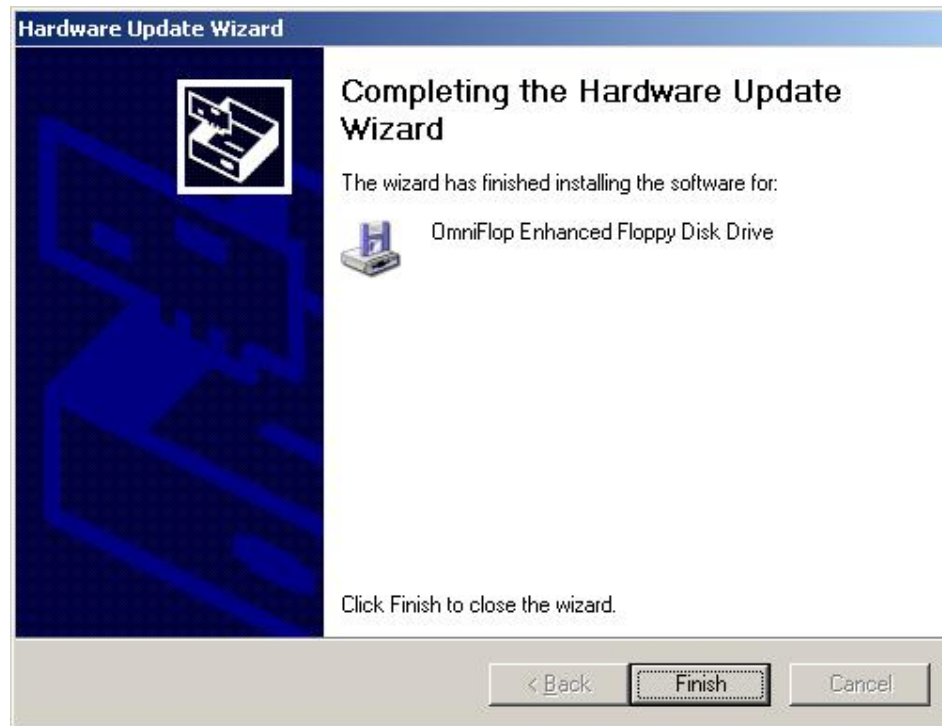 Hardware Update Wizard
Completing the Hardware Update
Wizard
The wizard has finished installing the software for:
OmniFlop Enhanced Floppy Disk Drive
Click Finish to close the wizard.
< Back Finish Cancel